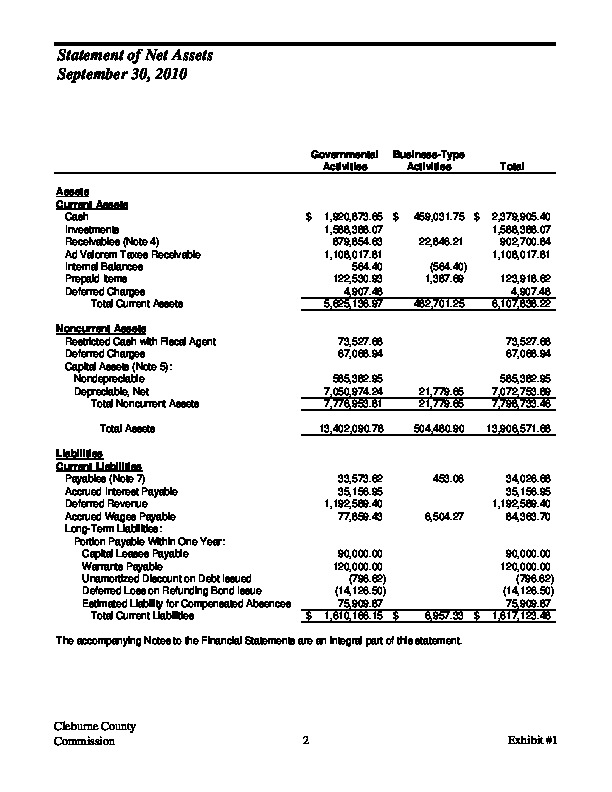 Statement of Net Assets
September 30, 2010
Governmental Business-Type
Activities Activities Total
Assets
Current Assets
Cash $ 1,920,873.65 $ 459,031.75 $ 2,379,905.40
Investments 1,588,388.07 1,588,388.07
Receivables (Note 4) 879,854.63 22,846.21 902,700.84
Ad Valorem Taxes Receivable 1,108,017.81 1,108,017.81
Internal Balances 564.40 (564.40)
Prepaid Items 122,530.93 1,387.69 123,918.62
Deferred Charges 4,907.48 4,907.48
Total Current Assets 5,625,136.97 482,701.25 6,107,838.22
Noncurrent Assets
Restricted Cash with Fiscal Agent 73,527.68 73,527.68
Deferred Charges 67,068.94 67,068.94
Capital Assets (Note 5):
Nondepreciable 585,382.95 585,382.95
Depreciable, Net 7,050,974.24 21,779.65 7,072,753.89
Total Noncurrent Assets 7,776,953.81 21,779.65 7,798,733.46
Total Assets 13,402,090.78 504,480.90 13,906,571.68
Liabilities
Current Liabilities
Payables (Note 7) 33,573.62 453.06 34,026.68
Accrued Interest Payable 35,156.95 35,156.95
Deferred Revenue 1,192,589.40 1,192,589.40
Accrued Wages Payable 77,859.43 6,504.27 84,363.70
Long-Term Liabilities:
Portion Payable Within One Year:
Capital Leases Payable 90,000.00 90,000.00
Warrants Payable 120,000.00 120,000.00
Unamortized Discount on Debt Issued (796.62) (796.62)
Deferred Loss on Refunding Bond Issue (14,126.50) (14,126.50)
Estimated Liability for Compensated Absences 75,909.87 75,909.87
Total Current Liabilities $ 1,610,166.15 $ 6,957.33 $ 1,617,123.48
The accompanying Notes to the Financial Statements are an integral part of this statement.
Cleburne County
Commission 2 Exhibit #1